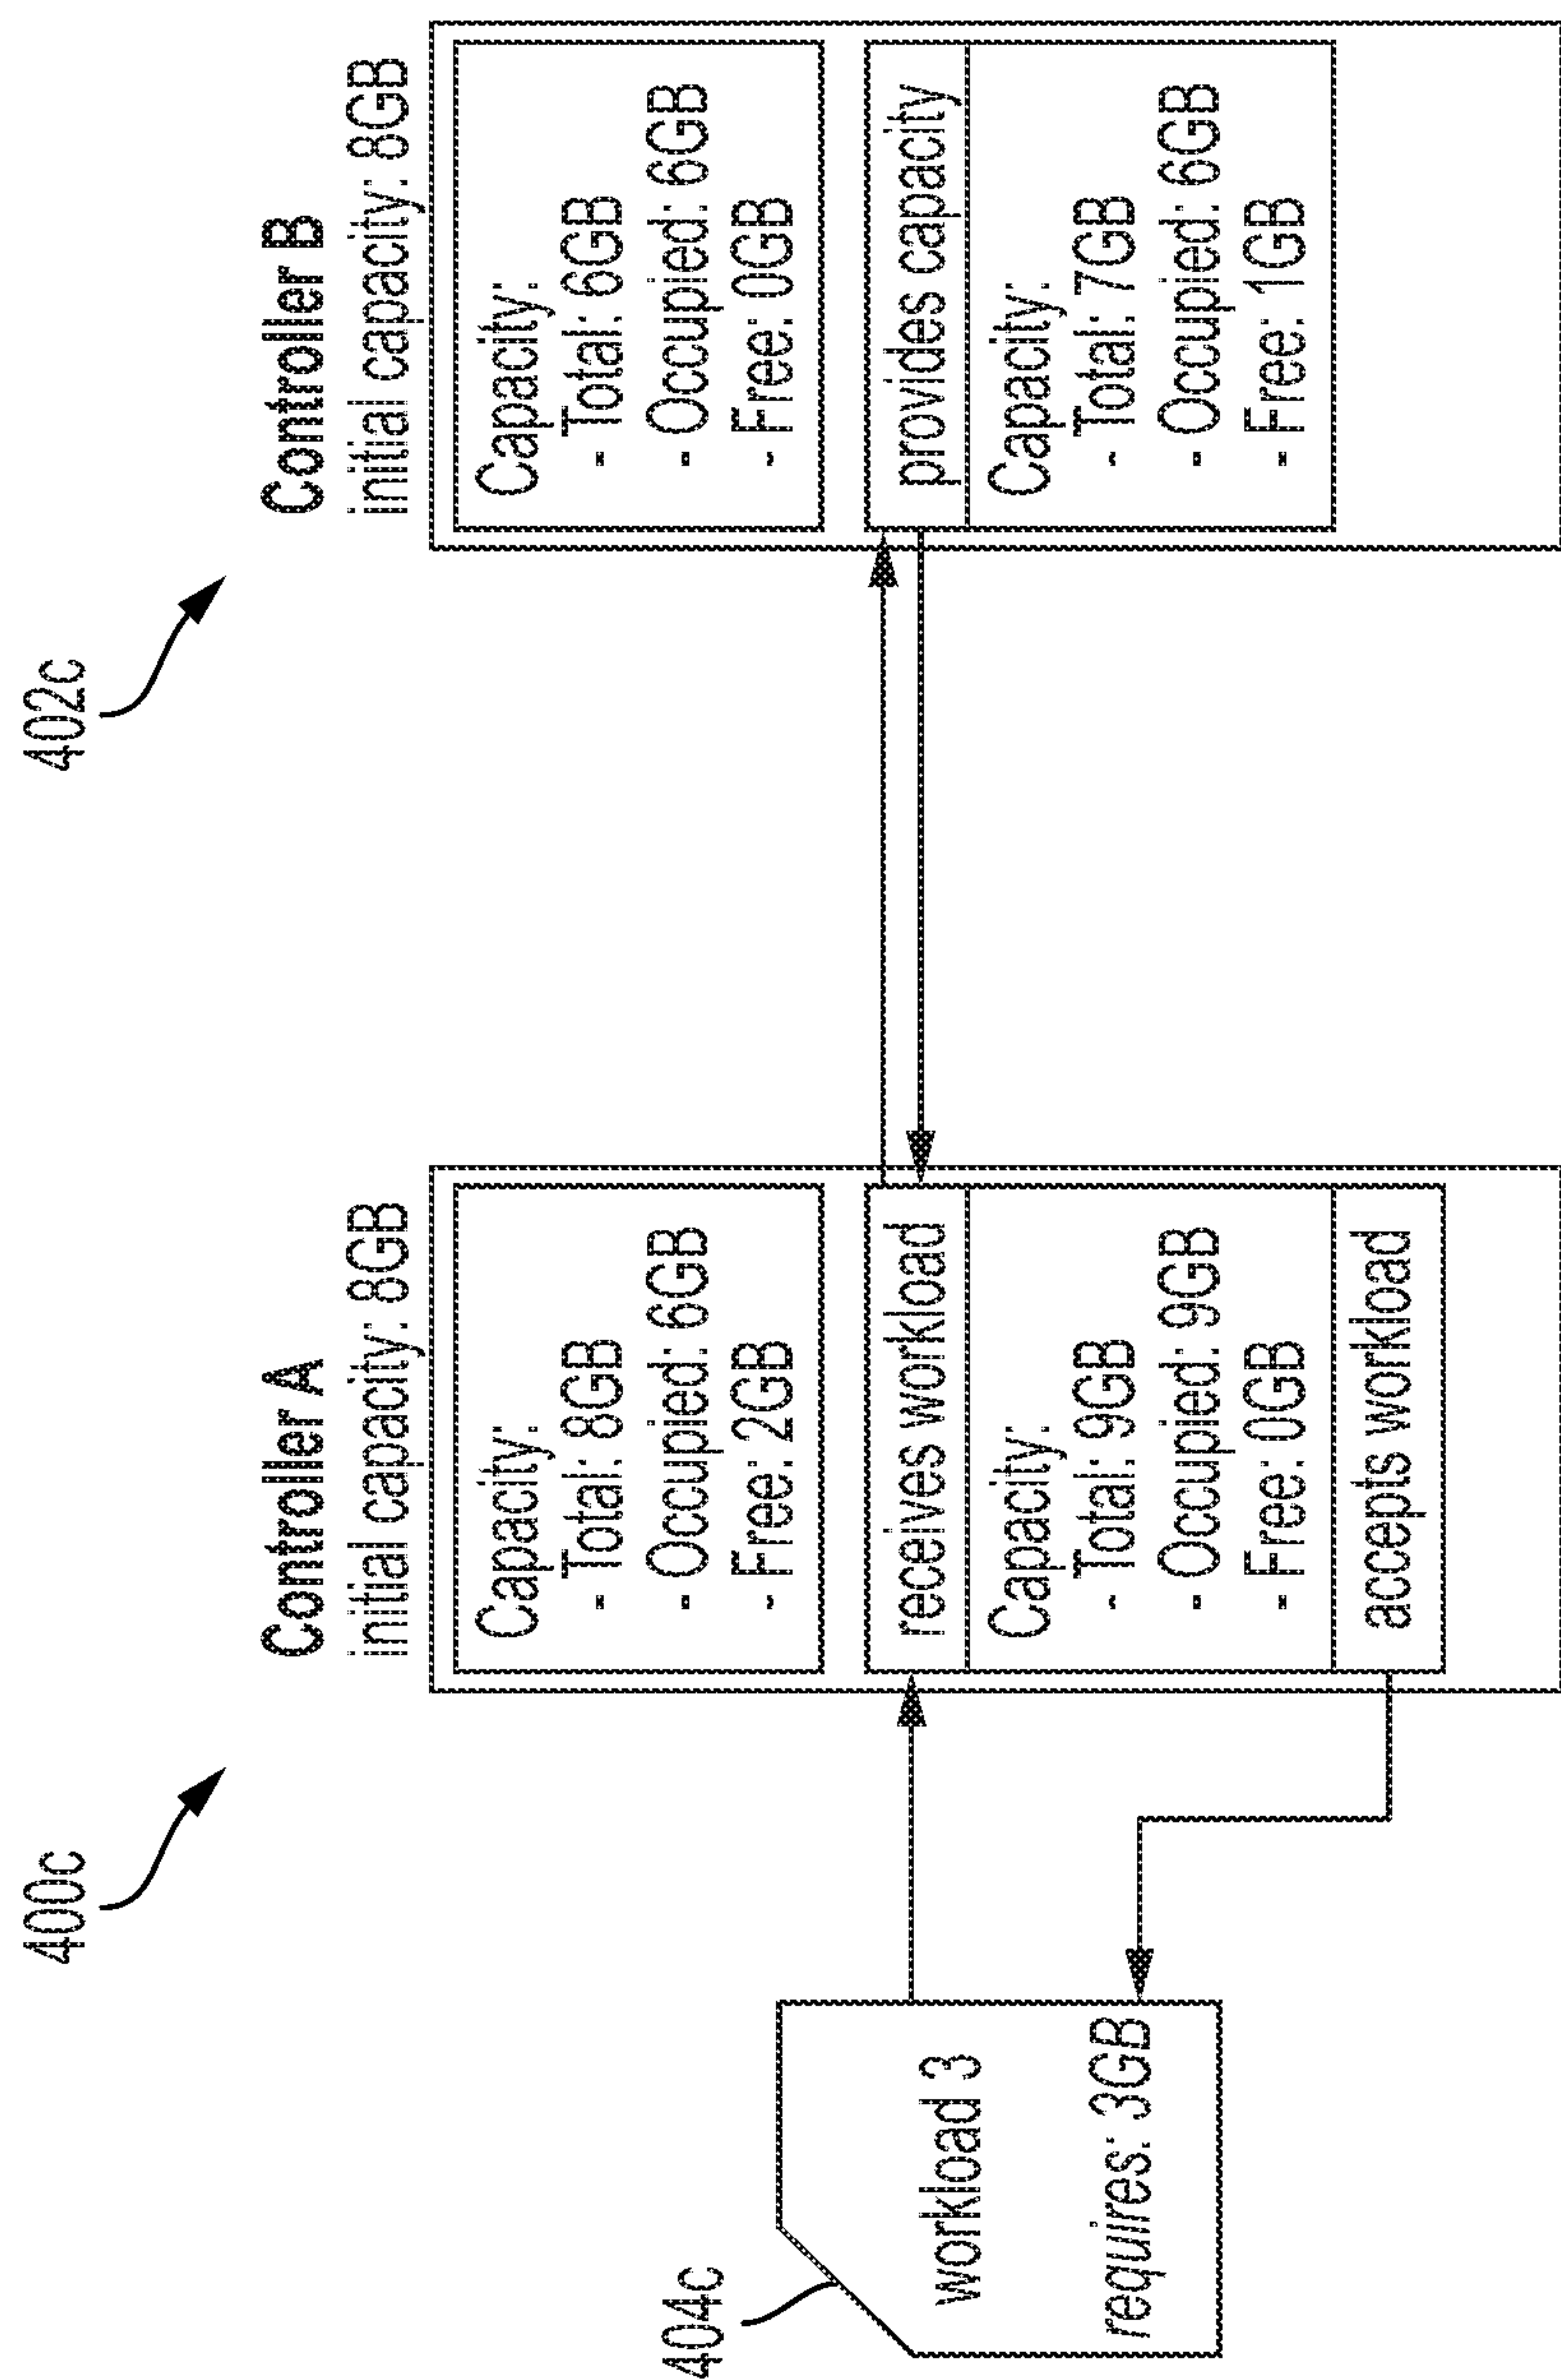 400c
402c
Controller A
initial capacity: 8GB
Controller B
initial capacity: 8GB
Capacity:
- Total: 8GB
- Occupied: 6GB
- Free: 2GB
Capacity:
- Total: 6GB
- Occupied: 6GB
- Free: 0GB
404c
workload 3
requires: 3GB
receives workload
Capacity:
- Total: 9GB
- Occupied: 9GB
- Free: 0GB
accepts workload
provides capacity
Capacity:
- Total: 7GB
- Occupied: 6GB
- Free: 1GB